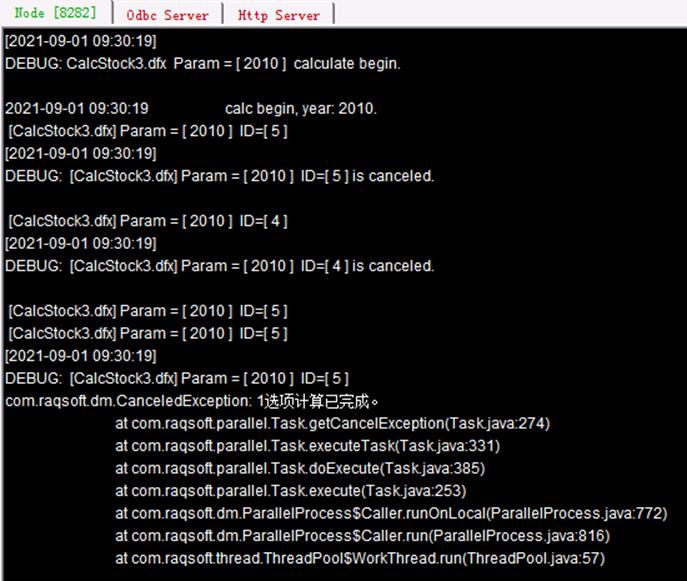 Node [8282] Odbc Server Http Server
[2021-09-01 09:30:19]
DEBUG: CalcStock3.dfx Param = [ 2010 ] calculate begin.
2021-09-01 09:30:19 calc begin, year: 2010.
[CalcStock3.dfx] Param = [ 2010 ] ID=[ 5 ]
[2021-09-01 09:30:19]
DEBUG: [CalcStock3.dfx] Param = [ 2010 ] ID=[ 5 ] is canceled.
[CalcStock3.dfx] Param = [ 2010 ] ID=[ 4 ]
[2021-09-01 09:30:19]
DEBUG: [CalcStock3.dfx] Param = [ 2010 ] ID=[ 4 ] is canceled.
[CalcStock3.dfx] Param = [ 2010 ] ID=[ 5 ]
[CalcStock3.dfx] Param = [ 2010 ] ID=[ 5 ]
[2021-09-01 09:30:19]
DEBUG: [CalcStock3.dfx] Param = [ 2010 ] ID=[ 5 ]
com.raqsoft.dm.CanceledException: 1选项计算已完成。
at com.raqsoft.parallel.Task.getCancelException(Task.java:274)
at com.raqsoft.parallel.Task.executeTask(Task.java:331)
at com.raqsoft.parallel.Task.doExecute(Task.java:385)
at com.raqsoft.parallel.Task.execute(Task.java:253)
at com.raqsoft.dm.ParallelProcess$Caller.runOnLocal(ParallelProcess.java:772)
at com.raqsoft.dm.ParallelProcess$Caller.run(ParallelProcess.java:816)
at com.raqsoft.thread.ThreadPool$WorkThread.run(ThreadPool.java:57)